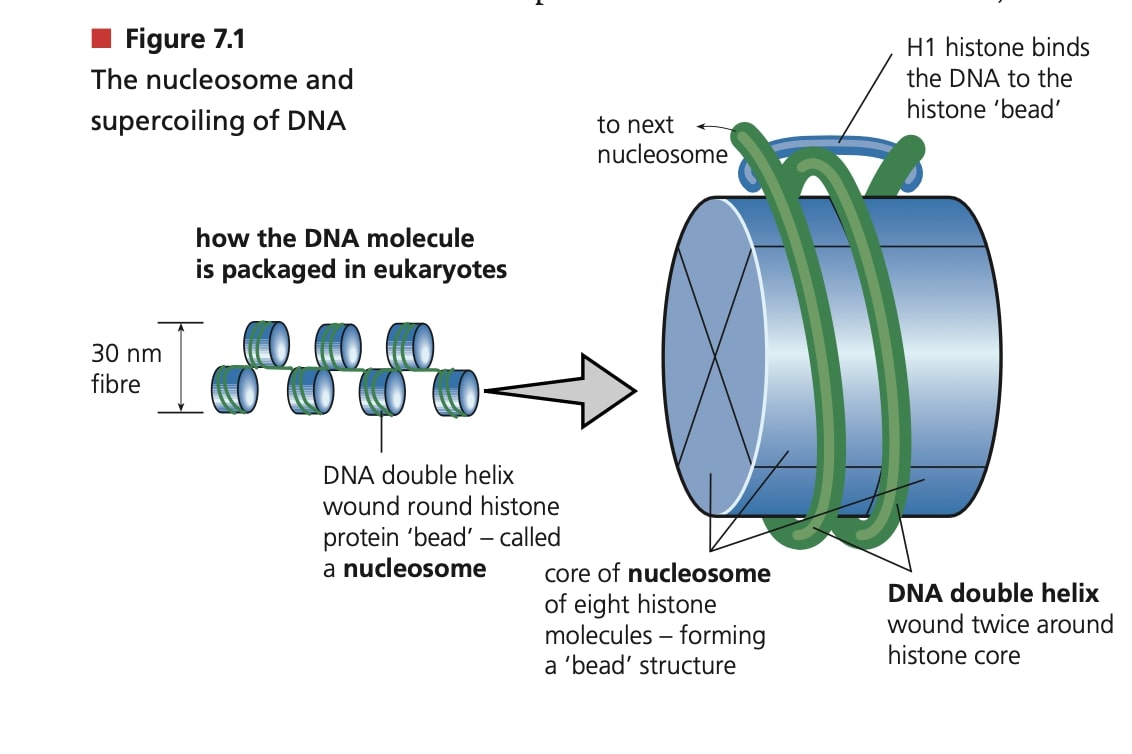 Figure 7.1
The nucleosome and
supercoiling of DNA
how the DNA molecule
is packaged in eukaryotes
30 nm
fibre
DNA double helix
wound round histone
protein ‘bead’ – called
a nucleosome
to next
nucleosome
H1 histone binds
the DNA to the
histone ‘bead’
core of nucleosome
of eight histone
molecules – forming
a ‘bead’ structure
DNA double helix
wound twice around
histone core